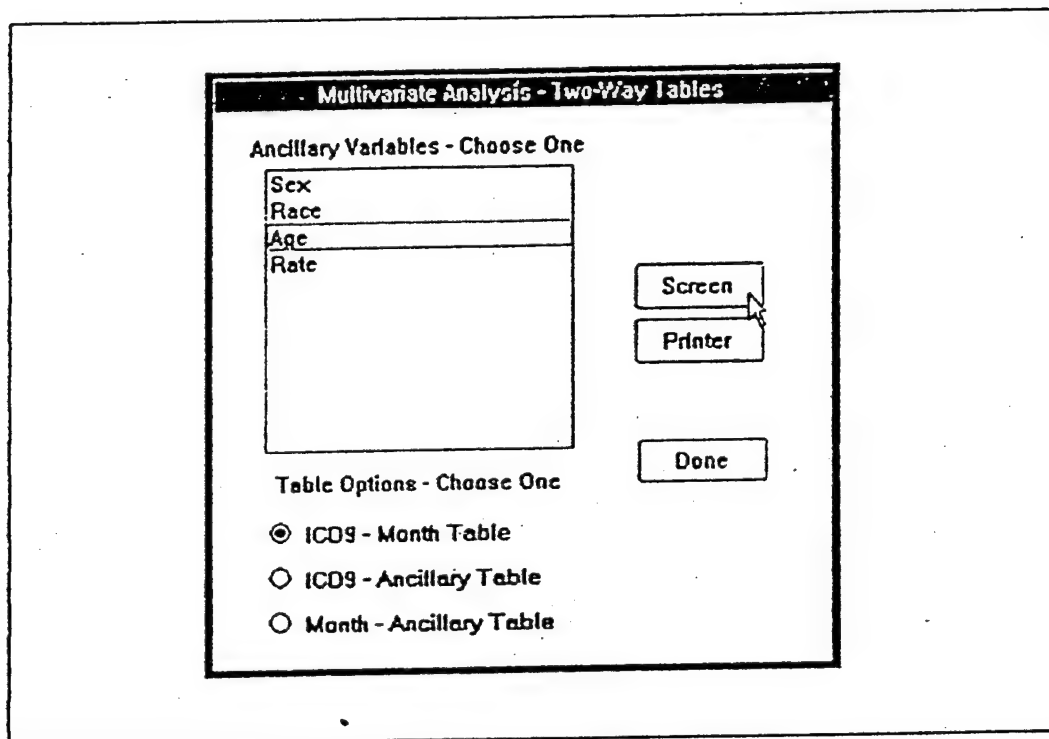 Multivariate Analysis - Two-Way Tables
Ancillary Variables - Choose One
Sex
Race
Age
Rate
Screen
Printer
Done
Table Options - Choose One
ICD9 - Month Table
ICD9 - Ancillary Table
Month - Ancillary Table